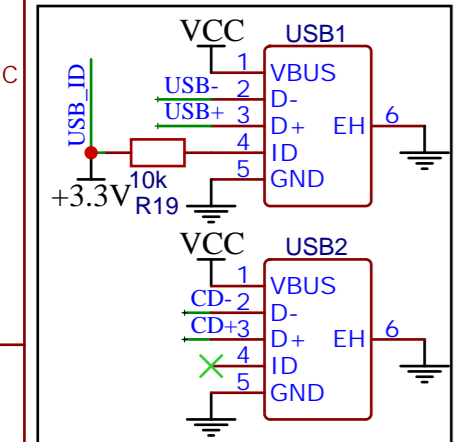 C
VCC USB1
1 VBUS
USB- 2 D-
USB+ 3 D+ EH 6
USB_ID
4 ID
5 GND
+3.3V 10k
R19
VCC USB2
1 VBUS
CD- 2 D-
CD+ 3 D+ EH 6
4 ID
5 GND